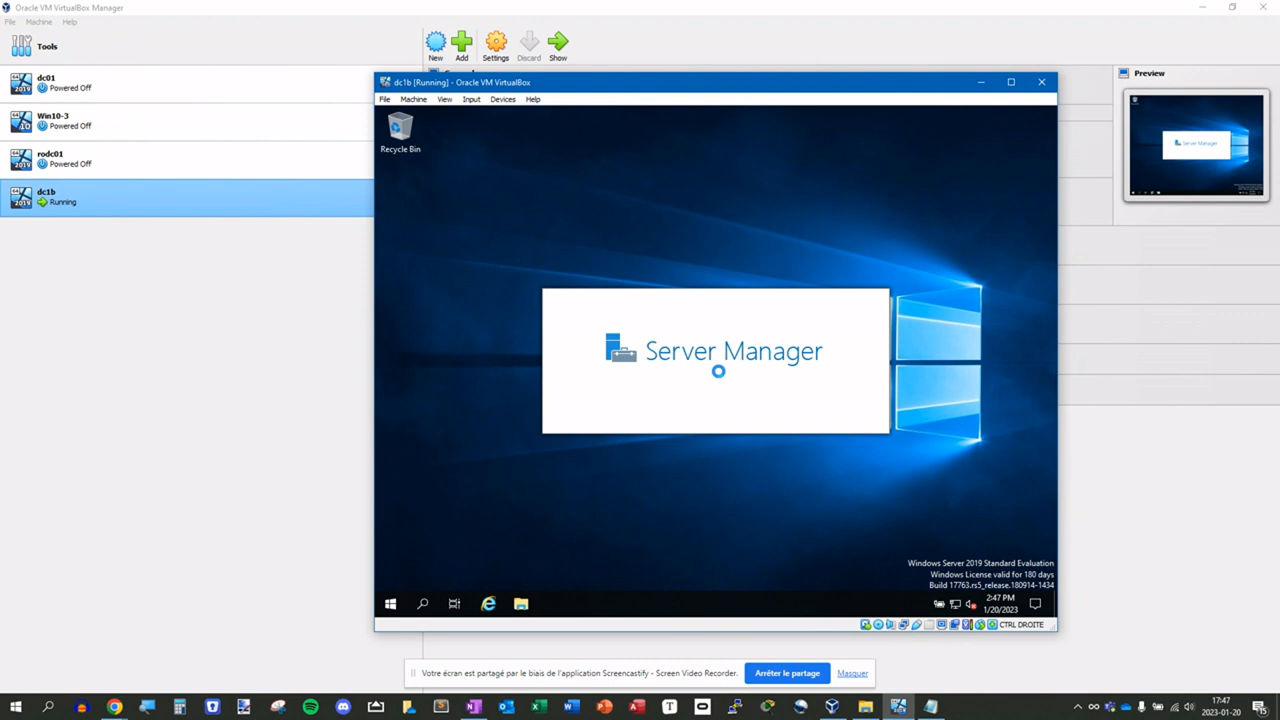 Oracle VM VirtualBox Manager
File Machine Help
Tools
New Add Settings Discard Show
dc01
Powered Off
Win10-3
Powered Off
rodc01
Powered Off
dc1b
Running
Preview
dc1b [Running] - Oracle VM VirtualBox
File Machine View Input Devices Help
Recycle Bin
Server Manager
Windows Server 2019 Standard Evaluation
Windows License valid for 180 days
Build 17763.rs5_release.180914-1434
2:47 PM
1/20/2023
CTRL DROITE
Server Manager
Votre écran est partagé par le biais de l'application Screencastify - Screen Video Recorder. Arrêter le partage Masquer
17:47
2023-01-20